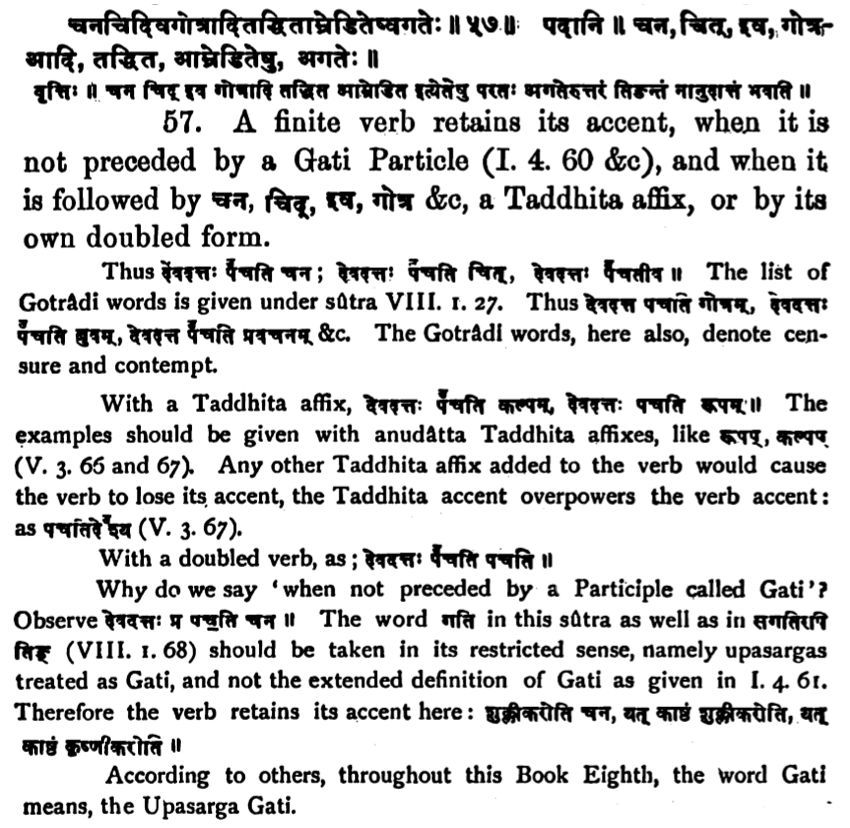 चनचिदिवगोत्रादितद्धिताम्रेडितेष्वगतेः ॥ ५७ ॥ पदानि ॥ चन, चित्, इव, गोत्र-
आदि, तद्धित, आम्रेडितेषु, अगतेः ॥
वृत्तिः ॥ चन चिद् इव गोत्रादि तद्धित आम्रेडित इत्येतेषु परतः अगतेरुत्तरं तिङन्तं नानुदात्तं भवति ॥
57. A finite verb retains its accent, when it is
not preceded by a Gati Particle (I. 4. 60 &c), and when it
is followed by चन, चिद्, इव, गोत्र &c, a Taddhita affix, or by its
own doubled form.
Thus देवदत्तः पँचति चन ; देवदत्तः पँचति चित्, देवदत्तः पँचतीव ॥ The list of
Gotrâdi words is given under sûtra VIII. 1. 27. Thus देवदत्त पचति गोत्रम्, देवदत्तः
पँचति ब्रुवम्, देवदत्त पँचति प्रवचनम् &c. The Gotrâdi words, here also, denote cen-
sure and contempt.
With a Taddhita affix, देवदत्तः पँचति कल्पम्, देवदत्तः पचति रूपम् ॥ The
examples should be given with anudâtta Taddhita affixes, like रूपप्, कल्पप्
(V. 3. 66 and 67). Any other Taddhita affix added to the verb would cause
the verb to lose its accent, the Taddhita accent overpowers the verb accent:
as पचतिदेँइय (V. 3. 67).
With a doubled verb, as ; देवदत्तः पँचति पचति ॥
Why do we say 'when not preceded by a Participle called Gati'?
Observe देवदत्तः प्र पच॒ति चन ॥ The word गति in this sûtra as well as in सगतिरपि
तिङ् (VIII. 1. 68) should be taken in its restricted sense, namely upasargas
treated as Gati, and not the extended definition of Gati as given in I. 4. 61.
Therefore the verb retains its accent here: शुक्लीकरोति चन, यत् काष्ठं शुक्लीकरोति, यत्
काष्ठं कृष्णीकरोति ॥
According to others, throughout this Book Eighth, the word Gati
means, the Upasarga Gati.